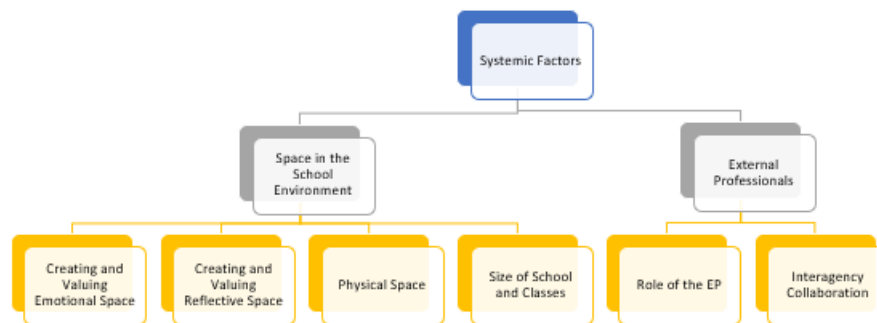 Systemic Factors
Space in the
School
Environment
External
Professionals
Creating and
Valuing
Emotional Space
Creating and
Valuing
Reflective Space
Physical Space
Size of School
and Classes
Role of the EP
Interagency
Collaboration